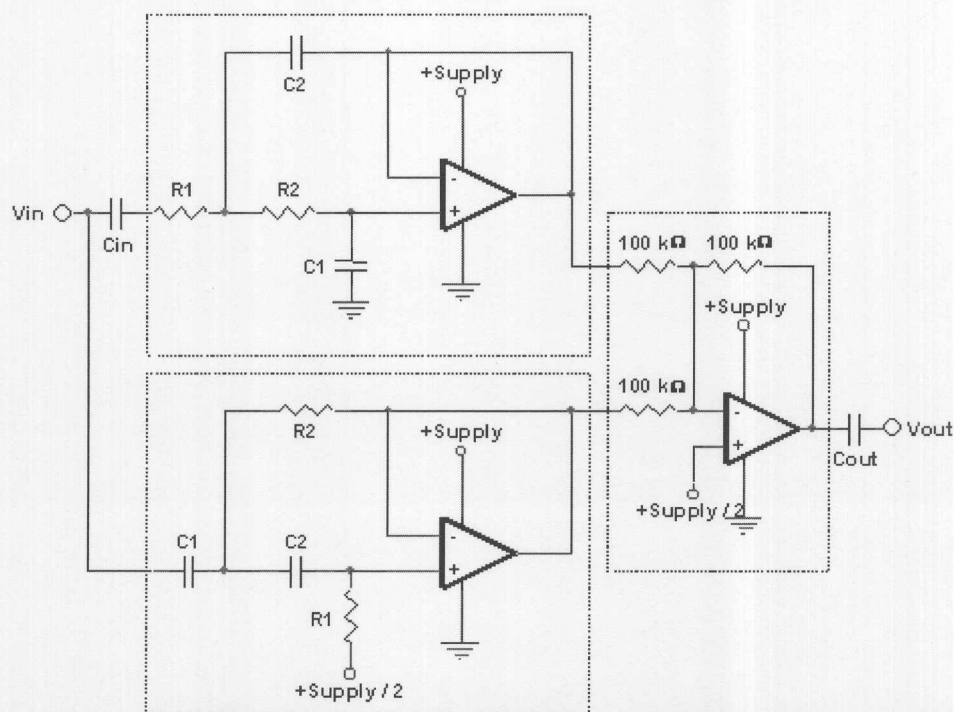 C2
+Supply
R1
R2
-
+
Vin
Cin
C1
100 kΩ
100 kΩ
+Supply
R2
+Supply
100 kΩ
-
+
Vout
Cout
+Supply / 2
C1
C2
-
+
R1
+Supply / 2